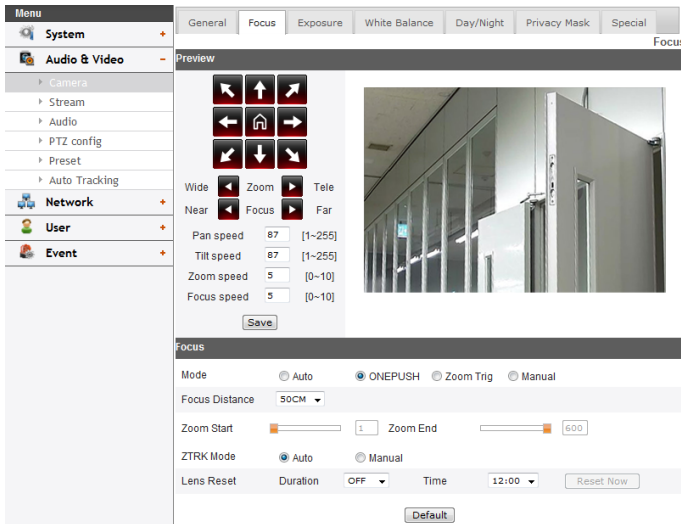 Menu
System +
Audio & Video -
Camera
Stream
Audio
PTZ config
Preset
Auto Tracking
Network +
User +
Event +
General Focus Exposure White Balance Day/Night Privacy Mask Special
Focus
Preview
Wide Zoom Tele
Near Focus Far
Pan speed 87 [1~255]
Tilt speed 87 [1~255]
Zoom speed 5 [0~10]
Focus speed 5 [0~10]
Save
Focus
Mode Auto ONEPUSH Zoom Trig Manual
Focus Distance 50CM
Zoom Start 1 Zoom End 600
ZTRK Mode Auto Manual
Lens Reset Duration OFF Time 12:00 Reset Now
Default